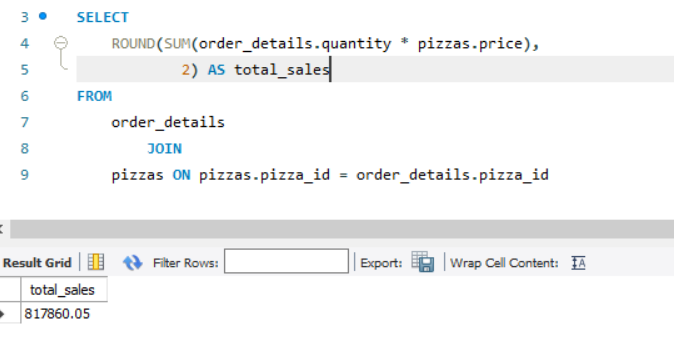 3 SELECT
4 ROUND(SUM(order_details.quantity * pizzas.price),
5 2) AS total_sales
6 FROM
7 order_details
8 JOIN
9 pizzas ON pizzas.pizza_id = order_details.pizza_id
Result Grid Filter Rows: Export: Wrap Cell Content: IA
total_sales
817860.05